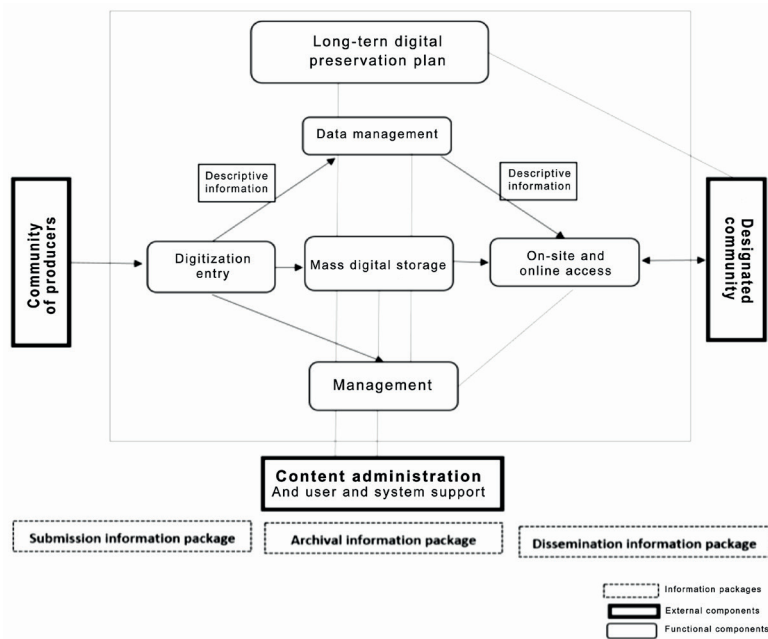 Long-tern digital
preservation plan
Data management
Descriptive
information
Descriptive
information
Community
of producers
Digitization
entry
Mass digital storage
On-site and
online access
Designated
community
Management
Content administration
And user and system support
Submission information package
Archival information package
Dissemination information package
Information packages
External components
Functional components